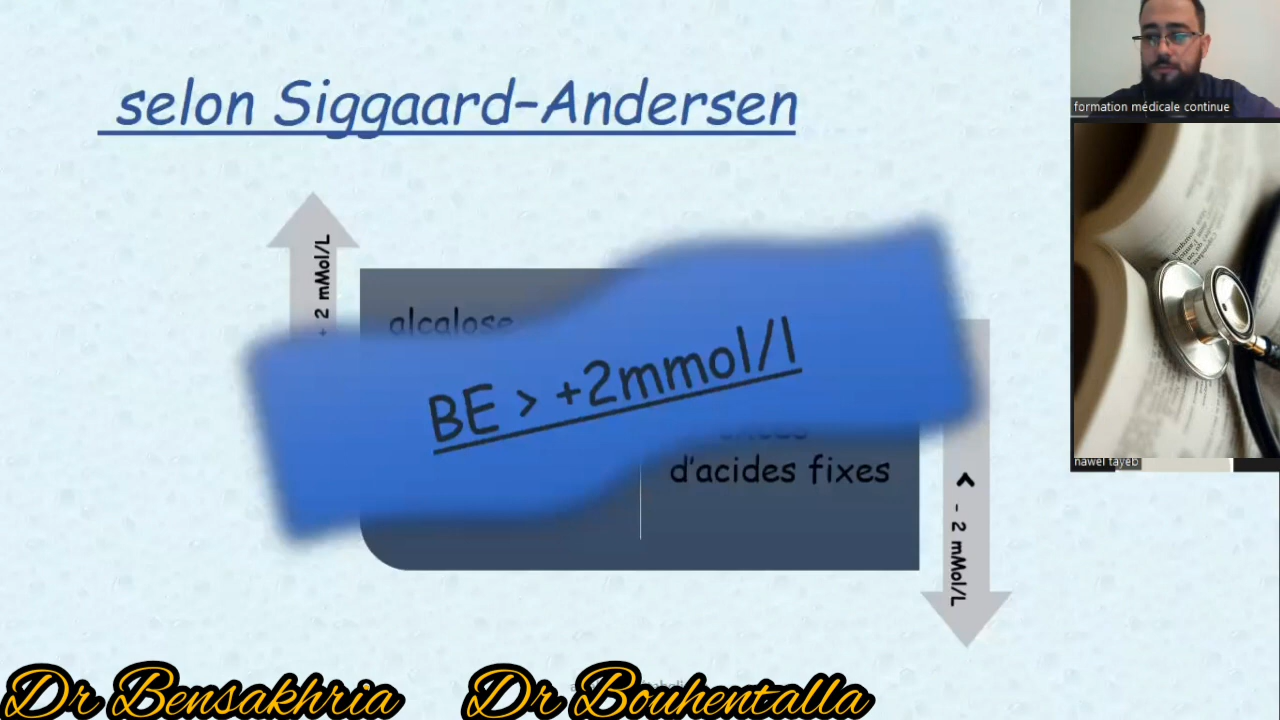 selon Siggaard-Andersen
formation médicale continue
+ 2 mMol/L
alcalose
BE > +2mmol/l
d'acides fixes
nawel tayeb
< - 2 mMol/L
Dr Bensakhria
Dr Bouhentalla